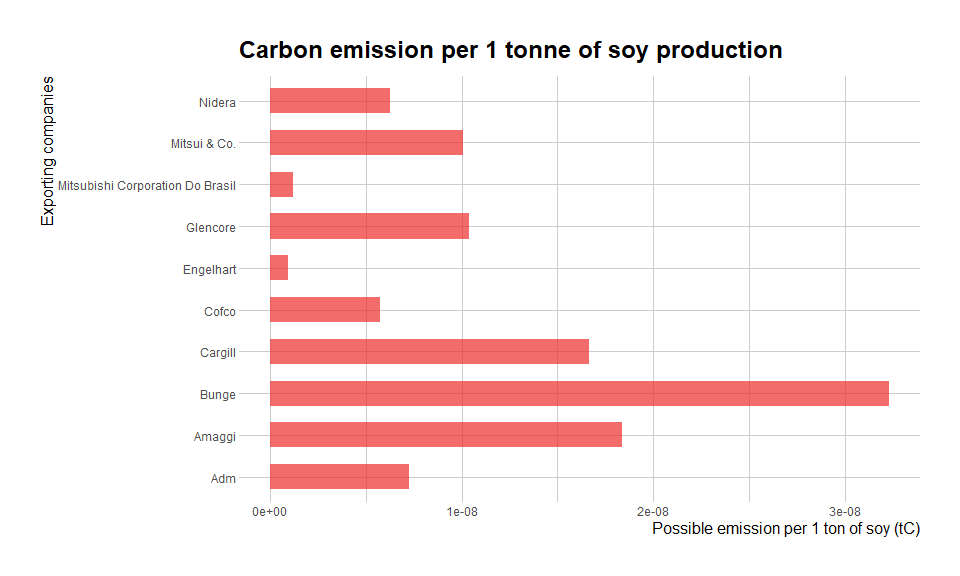 Carbon emission per 1 tonne of soy production
Exporting companies
Nidera
Mitsui & Co.
Mitsubishi Corporation Do Brasil
Glencore
Engelhart
Cofco
Cargill
Bunge
Amaggi
Adm
0e+00 1e-08 2e-08 3e-08
Possible emission per 1 ton of soy (tC)